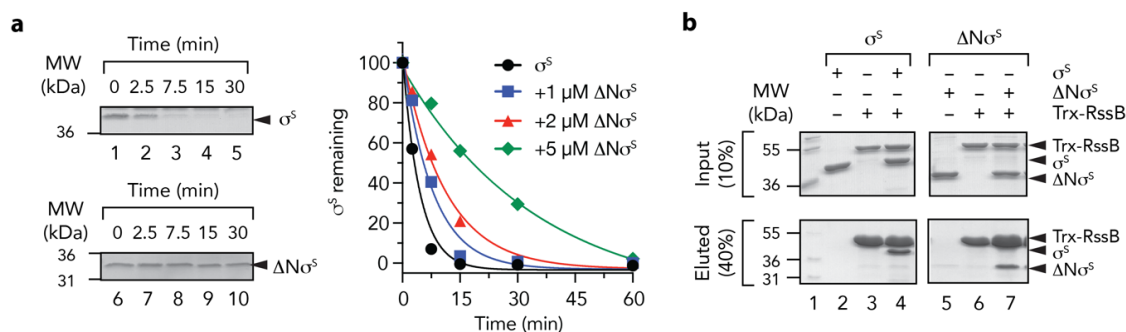 a
Time (min)
MW
(kDa)
0 2.5 7.5 15 30
36
σS
1 2 3 4 5
Time (min)
MW
(kDa)
0 2.5 7.5 15 30
36
31
ΔNσS
6 7 8 9 10
σS remaining
100
80
60
40
20
0
σS
+1 μM ΔNσS
+2 μM ΔNσS
+5 μM ΔNσS
0 15 30 45 60
Time (min)
b
σS ΔNσS
+ – + – – – σS
– – – + – + ΔNσS
– + + – + + Trx-RssB
MW
(kDa)
Input
(10%)
55
36
Trx-RssB
σS
ΔNσS
Eluted
(40%)
55
36
31
Trx-RssB
σS
ΔNσS
1 2 3 4 5 6 7